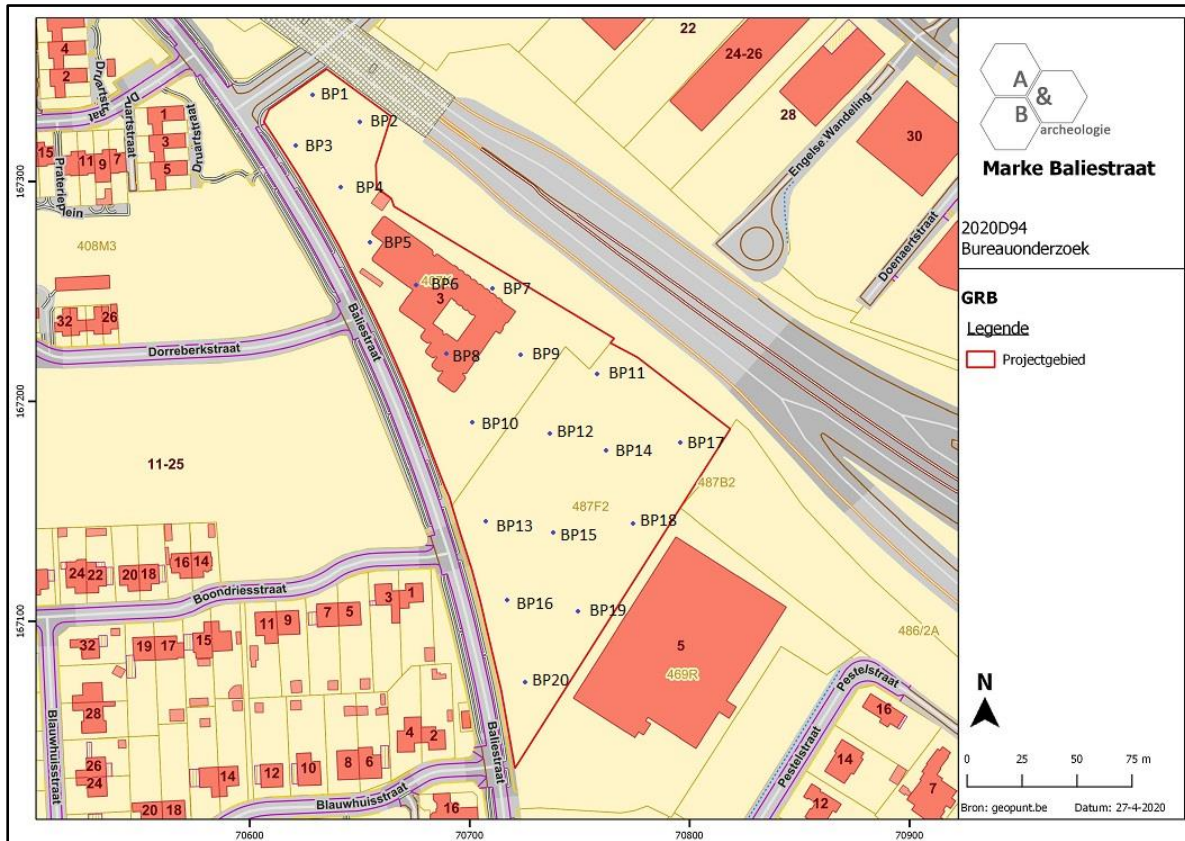 A
&
B
archeologie
Marke Baliestraat
2020D94
Bureauonderzoek
GRB
Legende
Projectgebied
N
0 25 50 75 m
Bron: geopunt.be Datum: 27-4-2020
167300
167200
167100
70600
70700
70800
70900
4
2
Druartstraat
Druartstraat
Druartstraat
1
3
5
15
11
9
7
Prateriep
lein
408M3
32
26
Dorreberkstraat
Baliestraat
11-25
24
22
20
18
16
14
Boondriesstraat
32
19
17
15
11
9
7
5
3
1
28
26
24
Blauwhuisstraat
14
12
10
8
6
4
2
20
18
Blauwhuisstraat
16
Baliestraat
22
24-26
28
30
Engelse Wandeling
Doenaertstraat
BP1
BP2
BP3
BP4
BP5
BP6
3
BP7
BP8
BP9
BP10
BP11
BP12
BP13
BP14
BP15
BP16
BP17
BP18
BP19
BP20
487F2
487B2
486/2A
5
469R
Pestelstraat
Pestelstraat
16
14
12
7